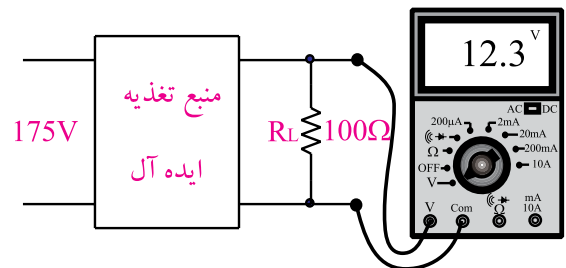 175V
منبع تغذیه
ایده آل
RL 100Ω
12.3 V
AC DC
200μA 2mA
20mA
Ω 200mA
OFF 10A
V
V Com Ω mA
10A